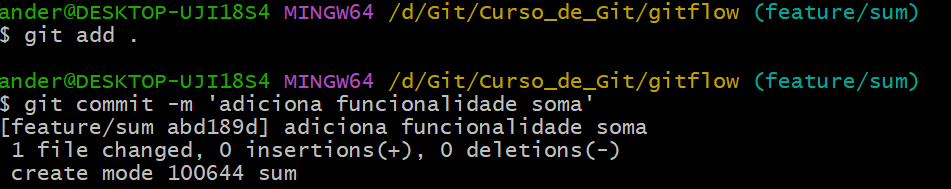 ander@DESKTOP-UJI18S4 MINGW64 /d/Git/Curso_de_Git/gitflow (feature/sum)
$ git add .
ander@DESKTOP-UJI18S4 MINGW64 /d/Git/Curso_de_Git/gitflow (feature/sum)
$ git commit -m 'adiciona funcionalidade soma'
[feature/sum abd189d] adiciona funcionalidade soma
1 file changed, 0 insertions(+), 0 deletions(-)
create mode 100644 sum